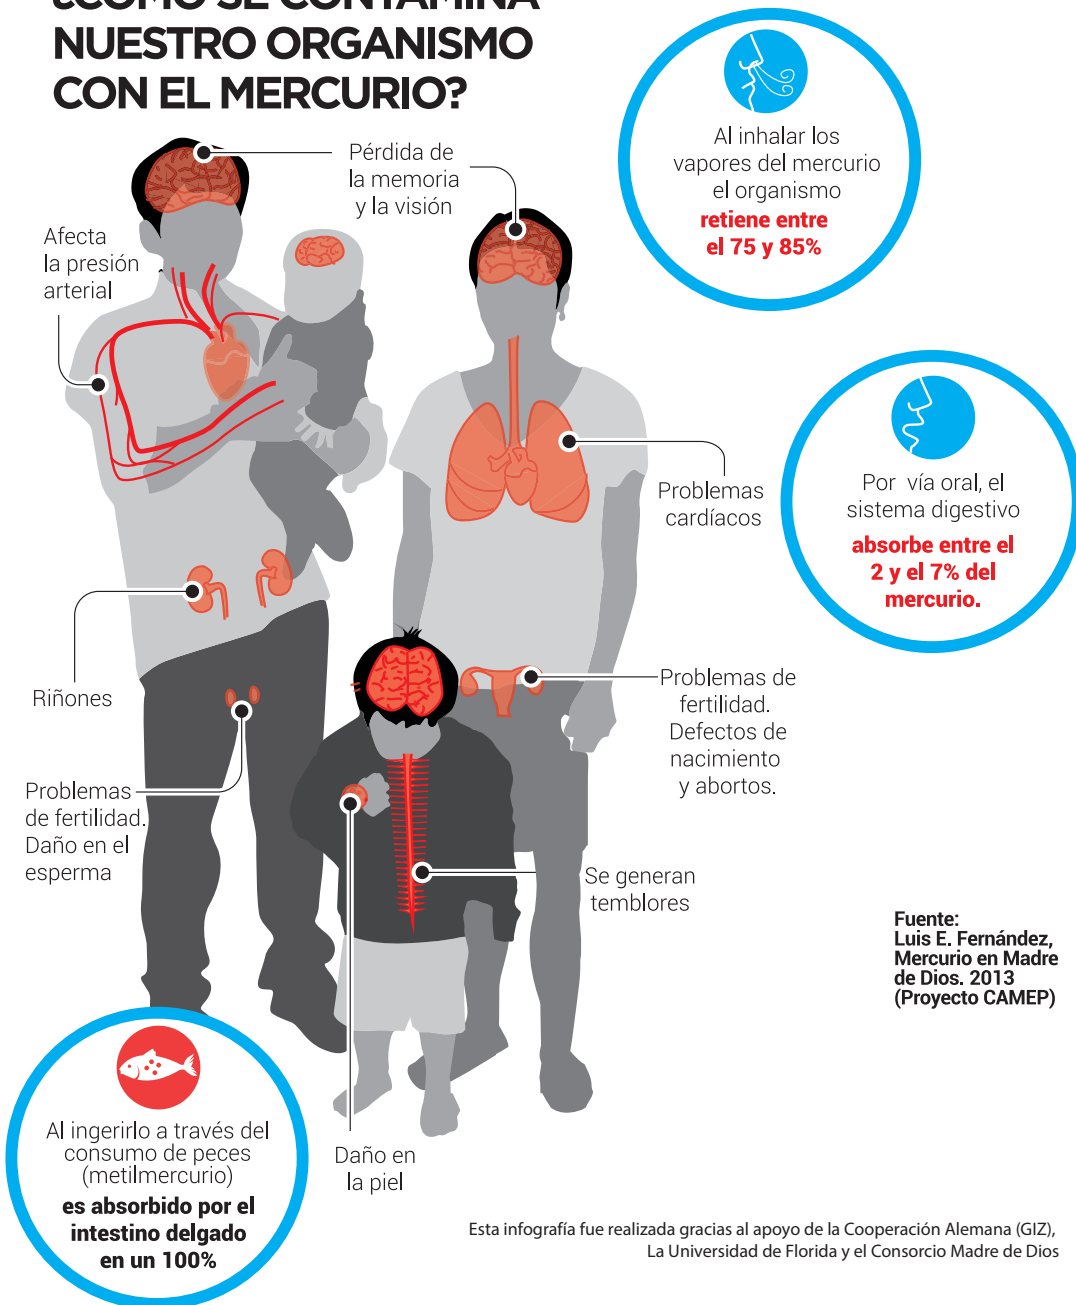 ¿CÓMO SE CONTAMINA
NUESTRO ORGANISMO
CON EL MERCURIO?
Al inhalar los
vapores del mercurio
el organismo
retiene entre
el 75 y 85%
Pérdida de
la memoria
y la visión
Afecta
la presión
arterial
Por vía oral, el
sistema digestivo
absorbe entre el
2 y el 7% del
mercurio.
Problemas
cardíacos
Riñones
Problemas de
fertilidad.
Defectos de
nacimiento
y abortos.
Problemas
de fertilidad.
Daño en el
esperma
Se generan
temblores
Fuente:
Luis E. Fernández,
Mercurio en Madre
de Dios. 2013
(Proyecto CAMEP)
Al ingerirlo a través del
consumo de peces
(metilmercurio)
es absorbido por el
intestino delgado
en un 100%
Daño en
la piel
Esta infografía fue realizada gracias al apoyo de la Cooperación Alemana (GIZ),
La Universidad de Florida y el Consorcio Madre de Dios